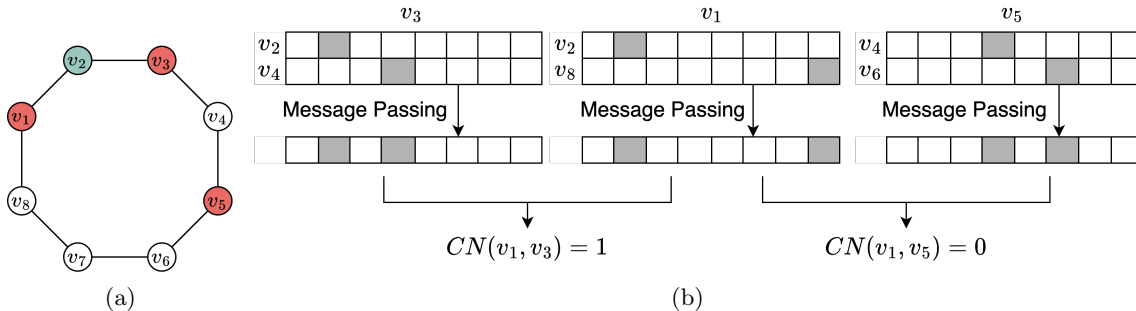 v3 v1 v5
v2 v3
v2 v2 v4
v4 v8 v6
v1 v4
Message Passing Message Passing Message Passing
v8 v5
v7 v6
CN(v1, v3) = 1 CN(v1, v5) = 0
(a) (b)